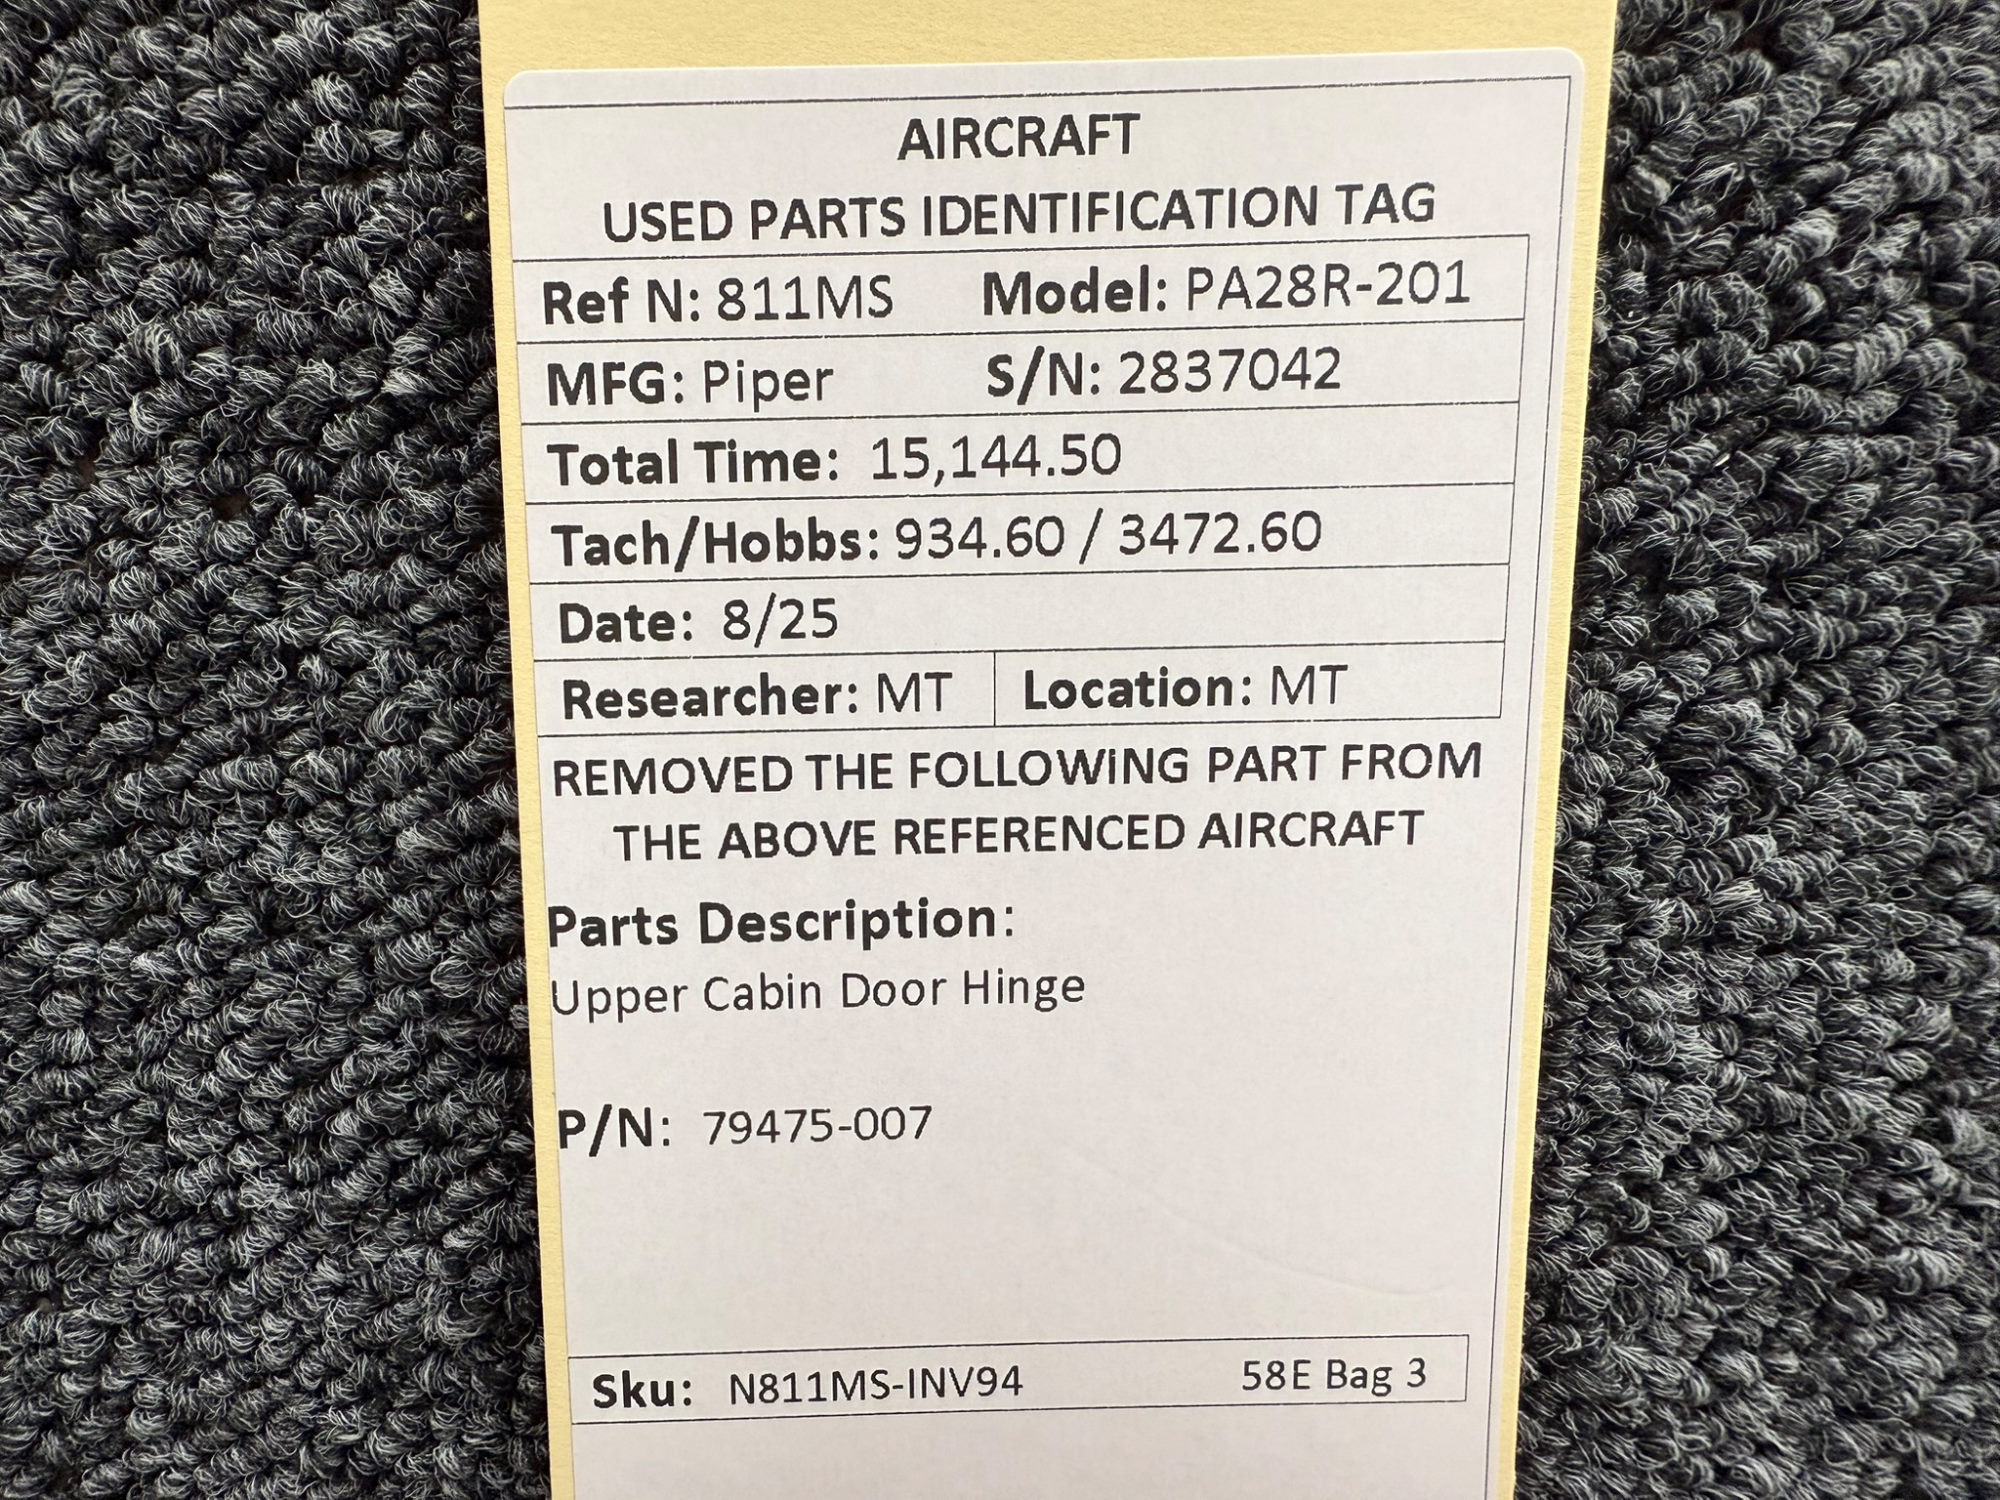 AIRCRAFT
USED PARTS IDENTIFICATION TAG
Ref N: 811MS Model: PA28R-201
MFG: Piper S/N: 2837042
Total Time: 15,144.50
Tach/Hobbs: 934.60 / 3472.60
Date: 8/25
Researcher: MT Location: MT
REMOVED THE FOLLOWING PART FROM
THE ABOVE REFERENCED AIRCRAFT
Parts Description:
Upper Cabin Door Hinge
P/N: 79475-007
Sku: N811MS-INV94 58E Bag 3